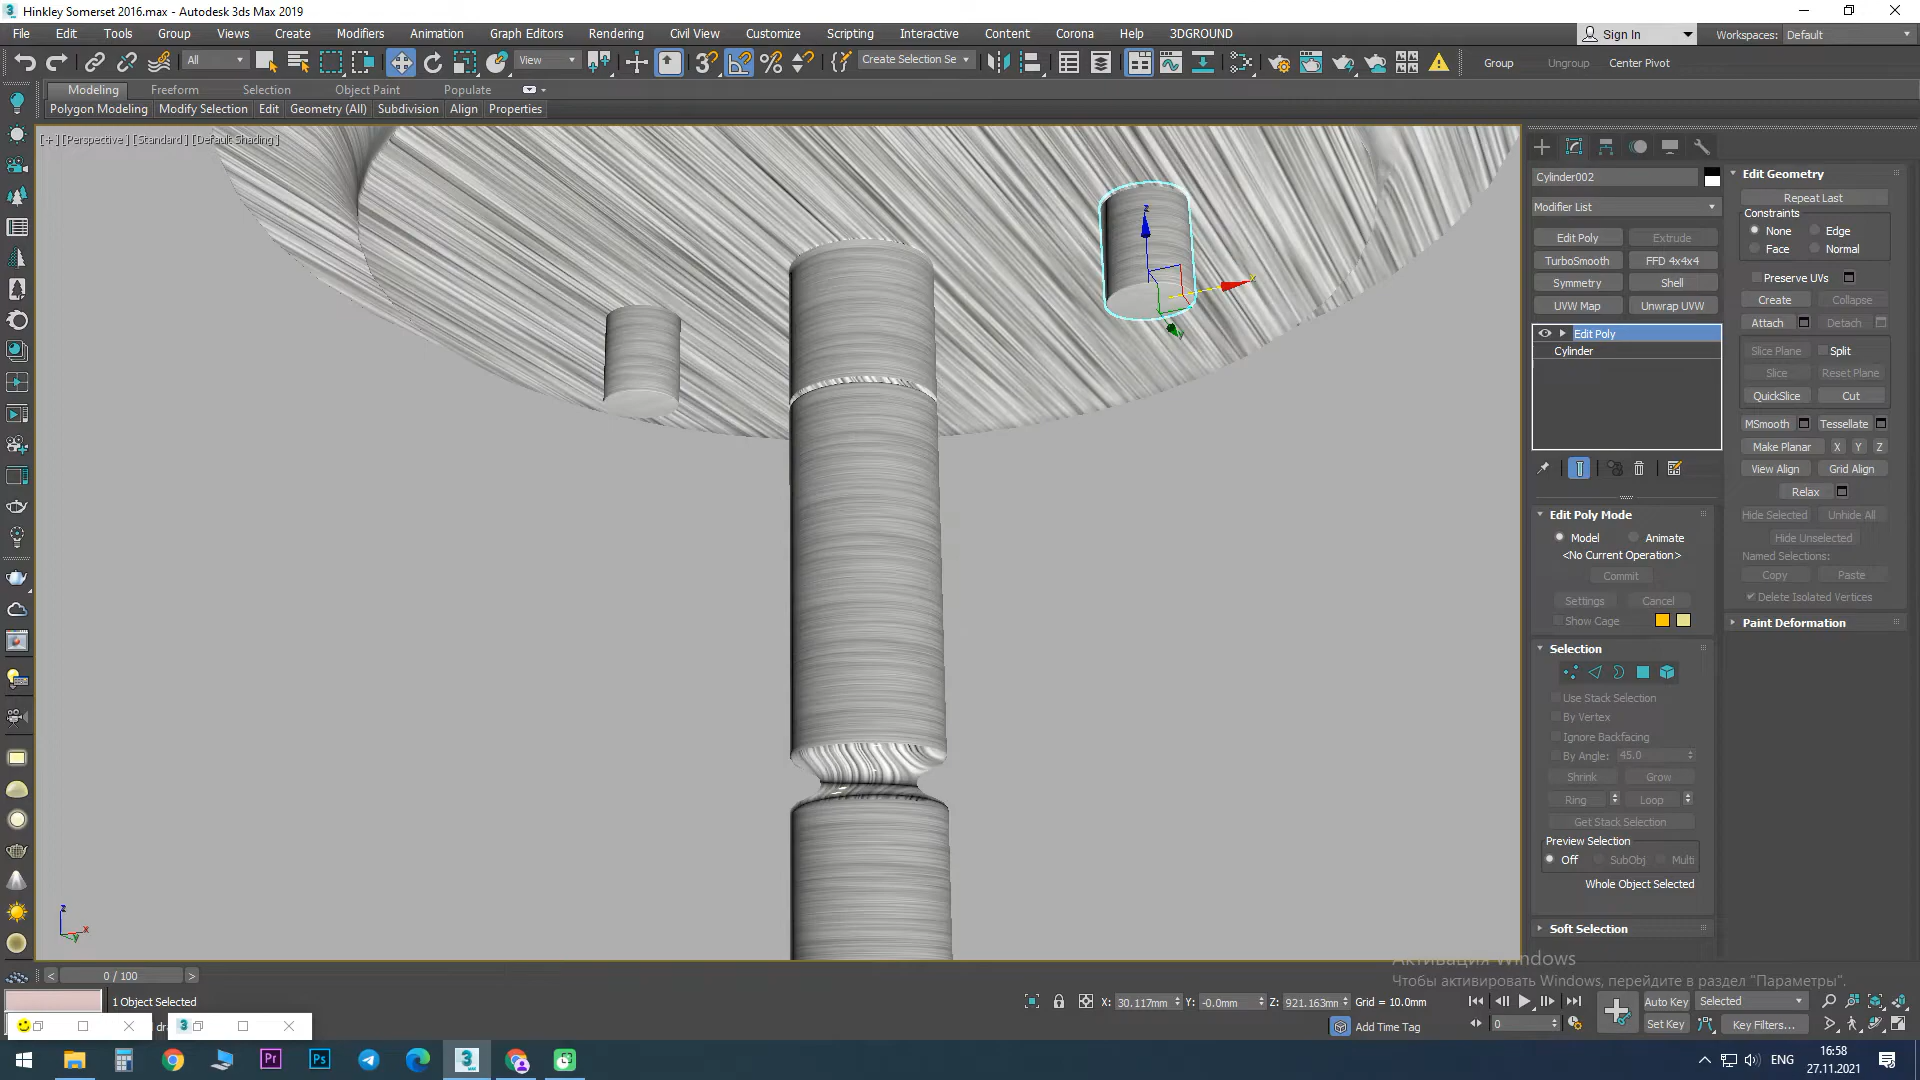 Hinkley Somerset 2016.max - Autodesk 3ds Max 2019
File Edit Tools Group Views Create Modifiers Animation Graph Editors Rendering Civil View Customize Scripting Interactive Content Corona Help 3DGROUND
Sign In Workspaces: Default
All View Create Selection Se Group Ungroup Center Pivot
Modeling Freeform Selection Object Paint Populate
Polygon Modeling Modify Selection Edit Geometry (All) Subdivision Align Properties
[+] [Perspective] [Standard] [Default Shading]
Cylinder002
Modifier List
Edit Poly Extrude
TurboSmooth FFD 4x4x4
Symmetry Shell
UVW Map Unwrap UVW
Edit Poly
Cylinder
Edit Poly Mode
Model Animate
<No Current Operation>
Commit
Settings Cancel
Show Cage
Selection
Use Stack Selection
By Vertex
Ignore Backfacing
By Angle: 45.0
Shrink Grow
Ring Loop
Get Stack Selection
Preview Selection
Off SubObj Multi
Whole Object Selected
Soft Selection
Edit Geometry
Repeat Last
Constraints
None Edge
Face Normal
Preserve UVs
Create Collapse
Attach Detach
Slice Plane Split
Slice Reset Plane
QuickSlice Cut
MSmooth Tessellate
Make Planar X Y Z
View Align Grid Align
Relax
Hide Selected Unhide All
Hide Unselected
Named Selections:
Copy Paste
Delete Isolated Vertices
Paint Deformation
z x y
z x y
Активация Windows
Чтобы активировать Windows, перейдите в раздел "Параметры".
< 0 / 100 >
1 Object Selected
X: 30.117mm Y: -0.0mm Z: 921.163mm Grid = 10.0mm
Add Time Tag
0
Auto Key Selected
Set Key Key Filters...
3
Pr Ps 3
ENG
16:58
27.11.2021